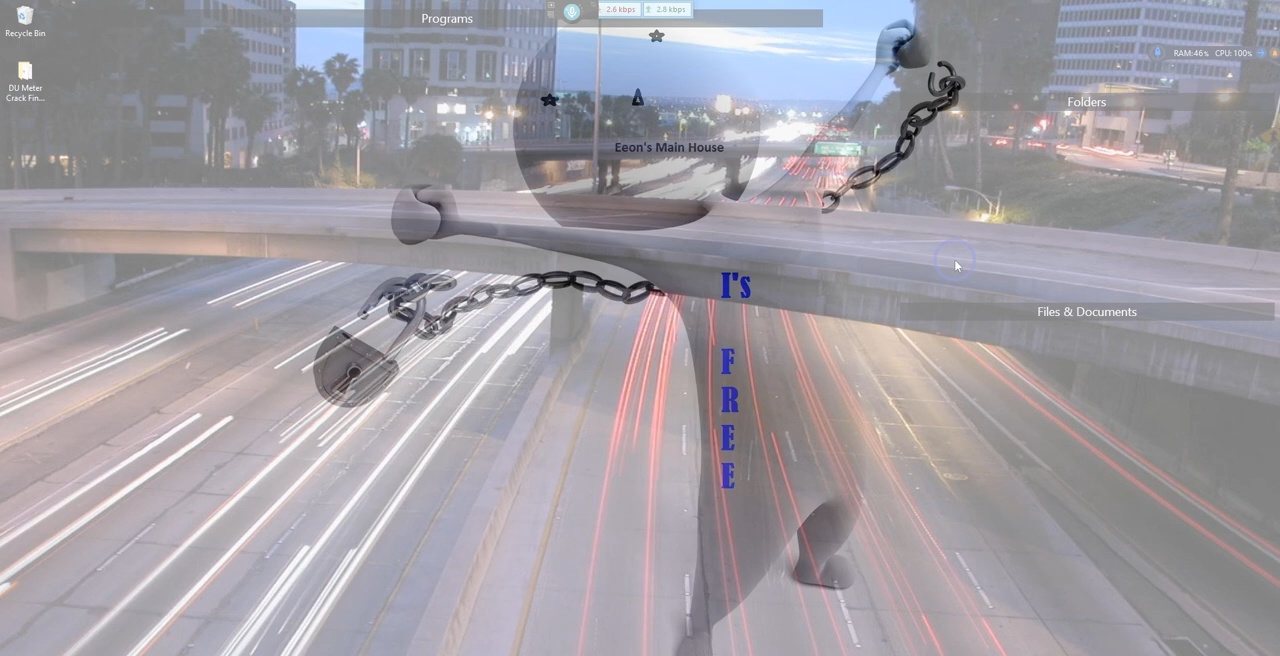 Programs
2.6 kbps
2.8 kbps
Recycle Bin
RAM:46% CPU:100%
DU Meter
Crack Fin...
Folders
Eeon's Main House
I's
Files & Documents
F
R
E
E